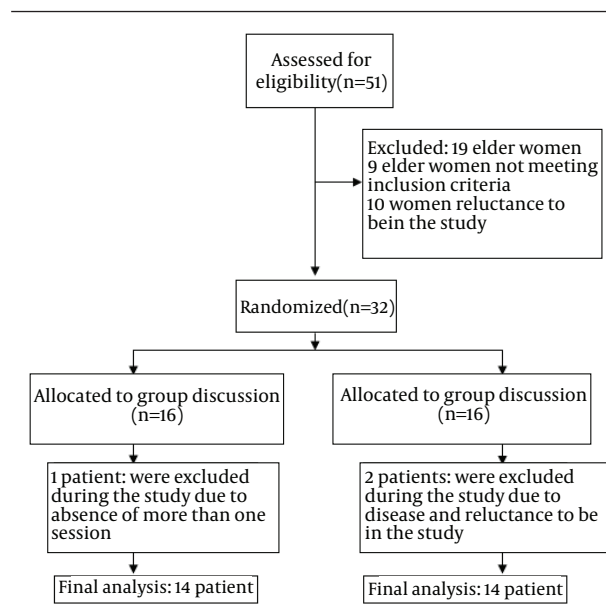 Assessed for
eligibility(n=51)
Excluded: 19 elder women
9 elder women not meeting
inclusion criteria
10 women reluctance to
bein the study
Randomized(n=32)
Allocated to group discussion
(n=16)
Allocated to group discussion
(n=16)
1 patient: were excluded
during the study due to
absence of more than one
session
2 patients: were excluded
during the study due to
disease and reluctance to be
in the study
Final analysis: 14 patient
Final analysis: 14 patient